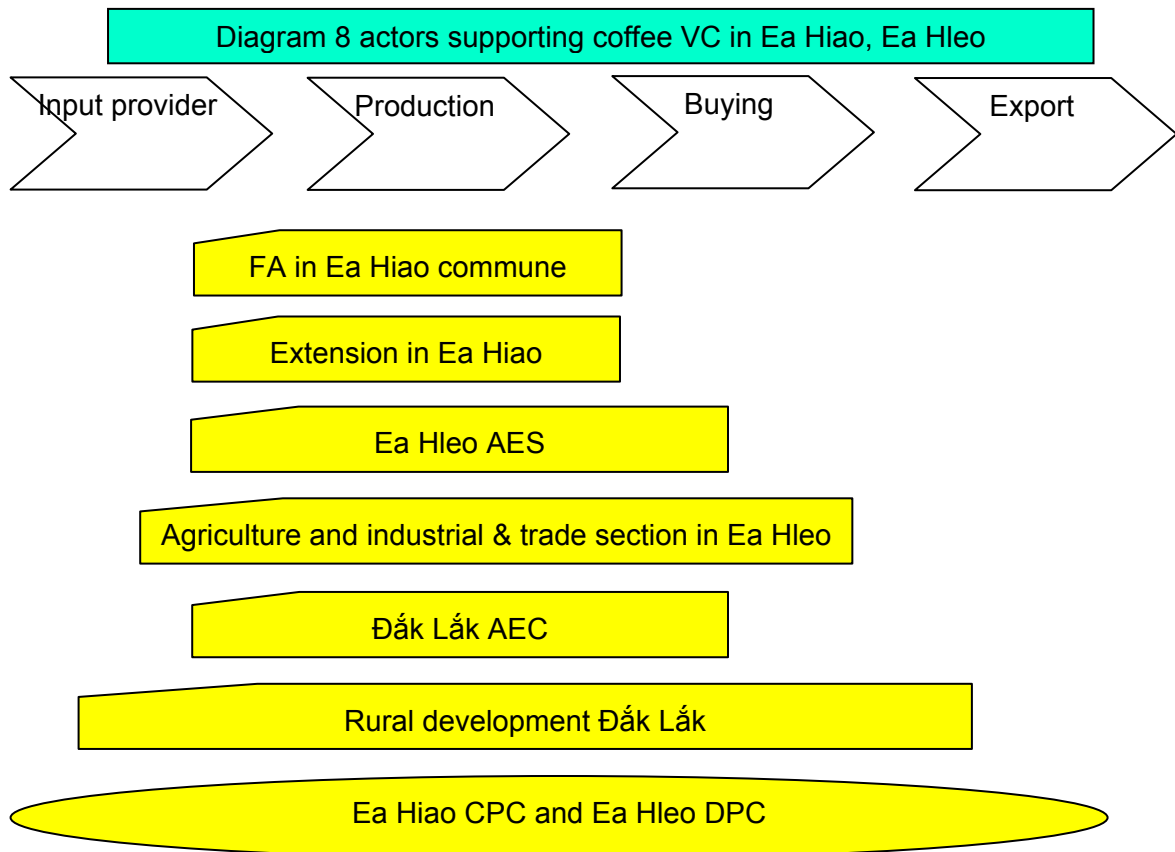 Diagram 8 actors supporting coffee VC in Ea Hiao, Ea Hleo
Input provider
Production
Buying
Export
FA in Ea Hiao commune
Extension in Ea Hiao
Ea Hleo AES
Agriculture and industrial & trade section in Ea Hleo
Đắk Lắk AEC
Rural development Đắk Lắk
Ea Hiao CPC and Ea Hleo DPC